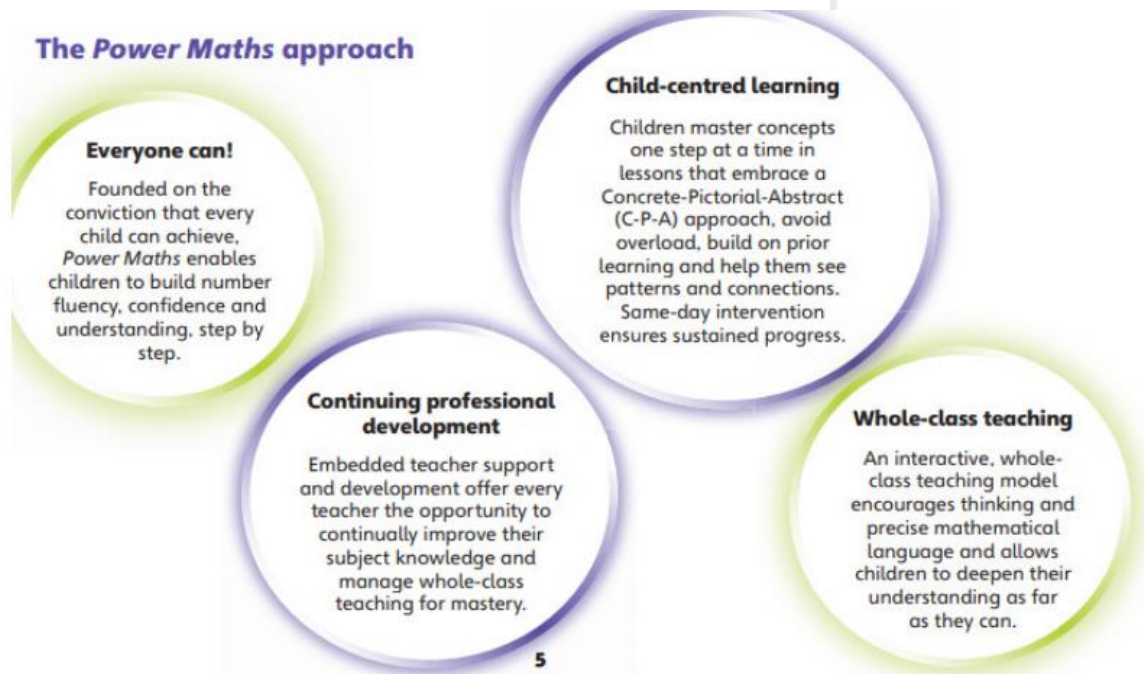 The Power Maths approach
Everyone can!
Founded on the
conviction that every
child can achieve,
Power Maths enables
children to build number
fluency, confidence and
understanding, step by
step.
Child-centred learning
Children master concepts
one step at a time in
lessons that embrace a
Concrete-Pictorial-Abstract
(C-P-A) approach, avoid
overload, build on prior
learning and help them see
patterns and connections.
Same-day intervention
ensures sustained progress.
Continuing professional
development
Embedded teacher support
and development offer every
teacher the opportunity to
continually improve their
subject knowledge and
manage whole-class
teaching for mastery.
Whole-class teaching
An interactive, whole-
class teaching model
encourages thinking and
precise mathematical
language and allows
children to deepen their
understanding as far
as they can.
5